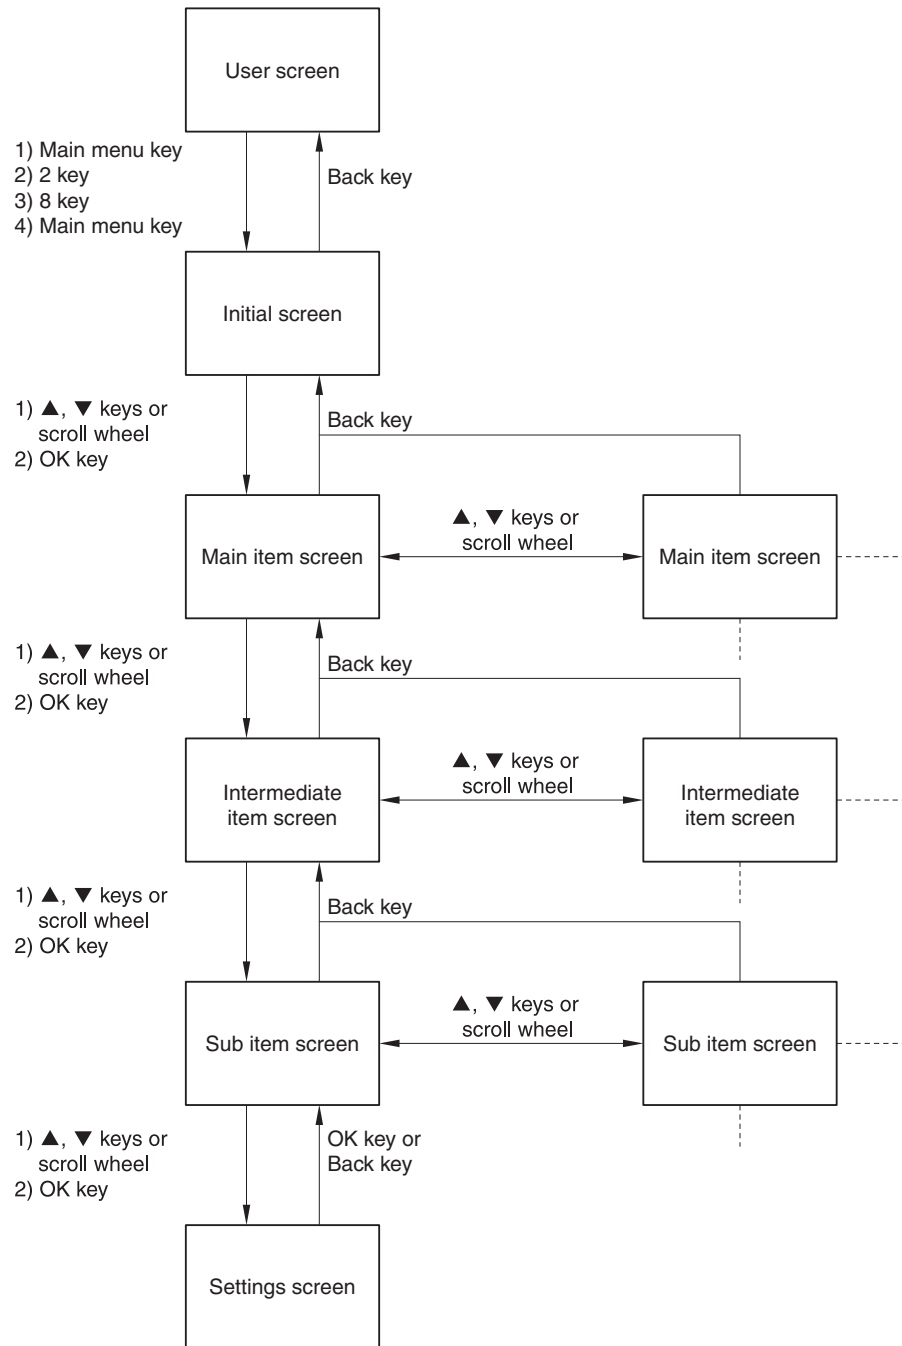 User screen
1) Main menu key
2) 2 key
3) 8 key
4) Main menu key
Back key
Initial screen
1) ▲, ▼ keys or
scroll wheel
2) OK key
Back key
Main item screen
▲, ▼ keys or
scroll wheel
Main item screen
1) ▲, ▼ keys or
scroll wheel
2) OK key
Back key
Intermediate
item screen
▲, ▼ keys or
scroll wheel
Intermediate
item screen
1) ▲, ▼ keys or
scroll wheel
2) OK key
Back key
Sub item screen
▲, ▼ keys or
scroll wheel
Sub item screen
1) ▲, ▼ keys or
scroll wheel
2) OK key
OK key or
Back key
Settings screen